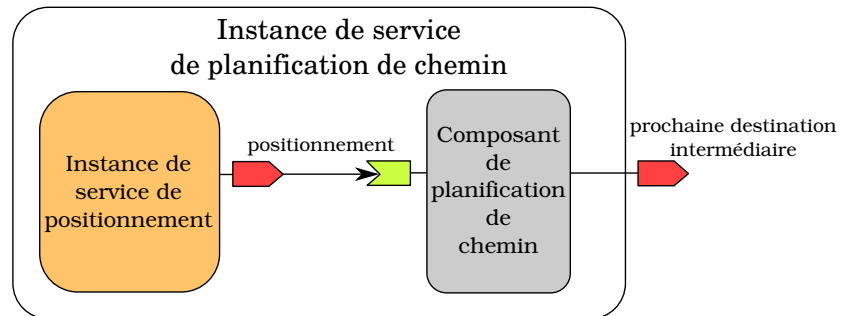 Instance de service
de planification de chemin
Instance de
service de
positionnement
positionnement
Composant
de
planification
de
chemin
prochaine destination
intermédiaire